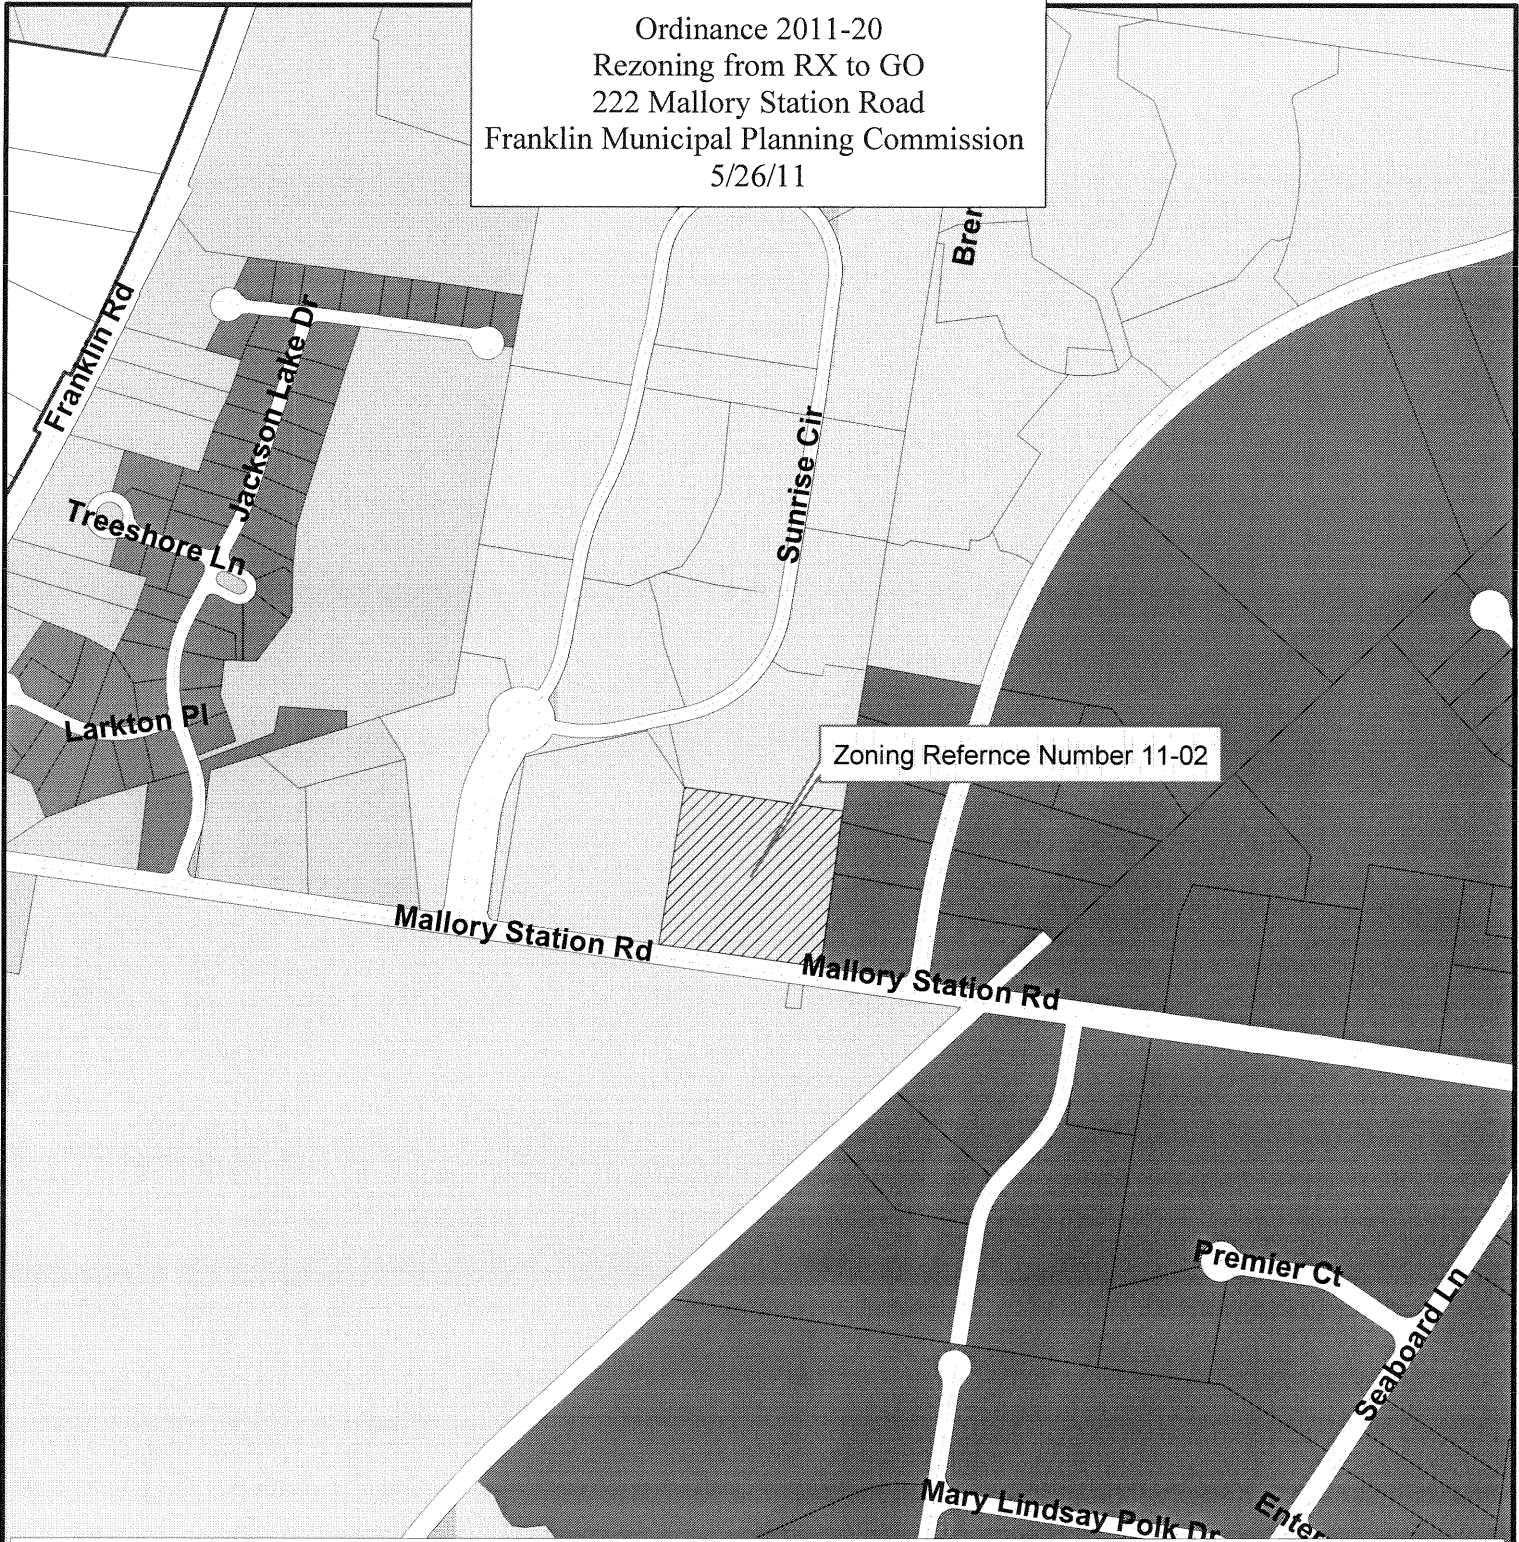 Ordinance 2011-20
Rezoning from RX to GO
222 Mallory Station Road
Franklin Municipal Planning Commission
5/26/11
Bren
Franklin Rd
Jackson Lake Dr
Sunrise Cir
Treeshore Ln
Larkton Pl
Zoning Refernce Number 11-02
Mallory Station Rd
Mallory Station Rd
Premier Ct
Seaboard Ln
Mary Lindsay Polk Dr
Enter